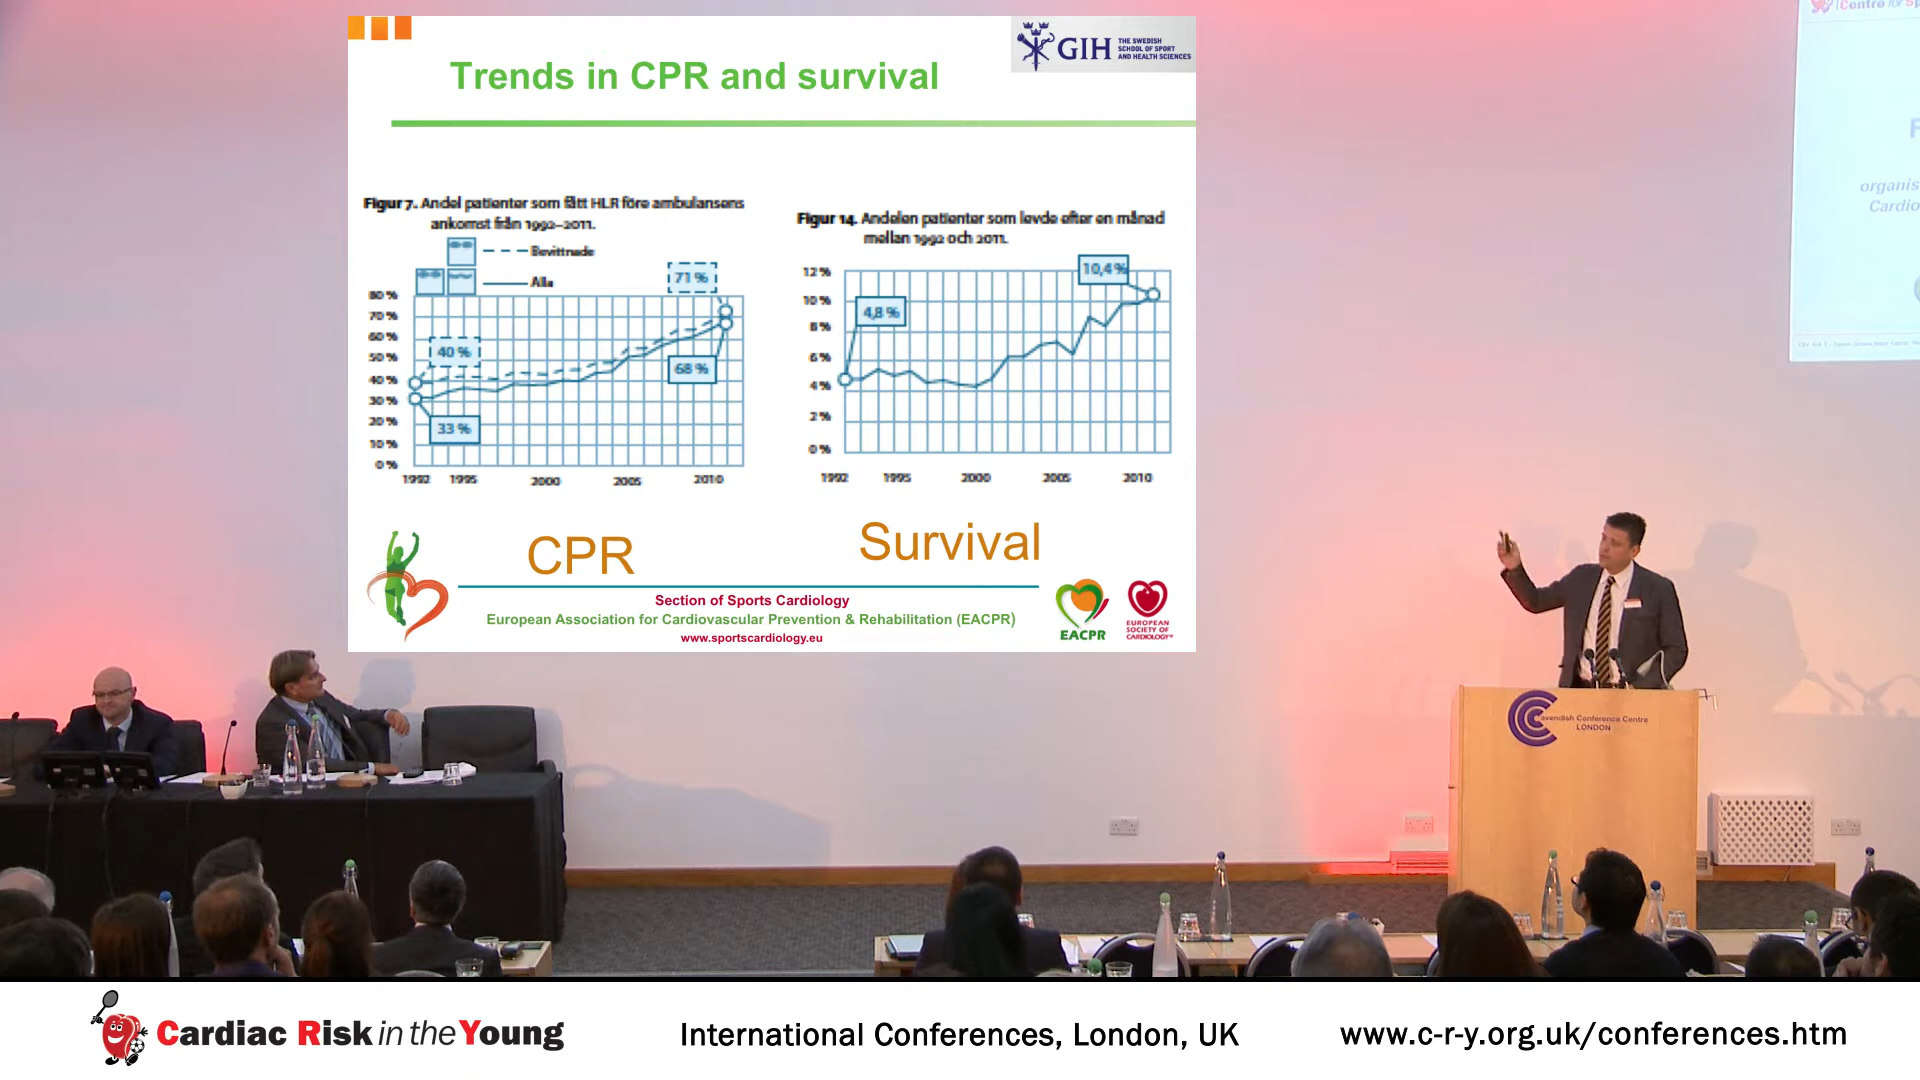 GIH THE SWEDISH
SCHOOL OF SPORT
AND HEALTH SCIENCES
Trends in CPR and survival
Figur 7. Andel patienter som fått HLR före ambulansens
ankomst från 1992–2011.
Bevittnade
Alla
71 %
80 %
70 %
60 %
50 %
40 %
30 %
20 %
10 %
0 %
40 %
33 %
68 %
1992 1995 2000 2005 2010
Figur 14. Andelen patienter som levde efter en månad
mellan 1992 och 2011.
10,4 %
4,8 %
12 %
10 %
8 %
6 %
4 %
2 %
0 %
1992 1995 2000 2005 2010
CPR
Survival
Section of Sports Cardiology
European Association for Cardiovascular Prevention & Rehabilitation (EACPR)
www.sportscardiology.eu
EACPR
EUROPEAN
SOCIETY OF
CARDIOLOGY®
Centre for Sp
organis
Cardio
avendish Conference Centre
LONDON
Cardiac Risk in the Young
International Conferences, London, UK
www.c-r-y.org.uk/conferences.htm